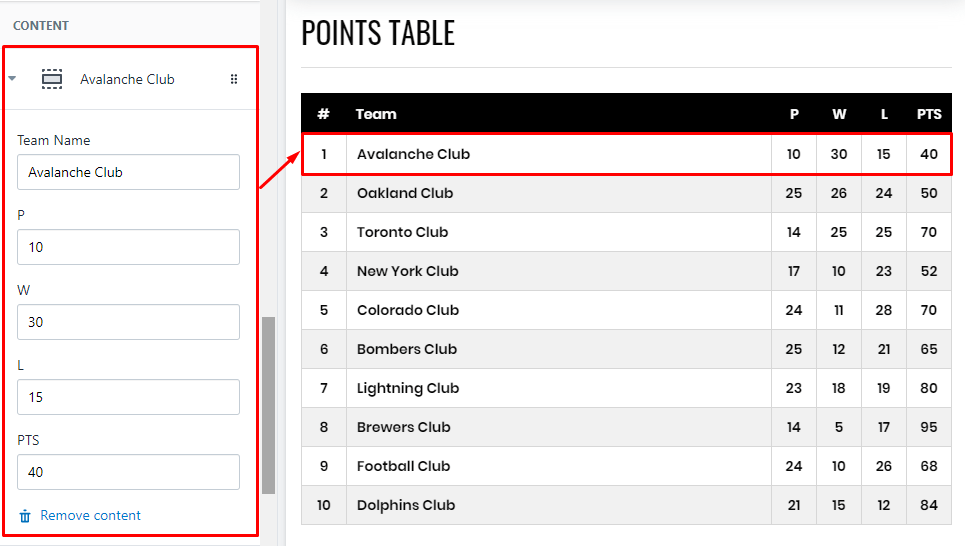 CONTENT
Avalanche Club
Team Name
Avalanche Club
P
10
W
30
L
15
PTS
40
Remove content
POINTS TABLE
# Team P W L PTS
1 Avalanche Club 10 30 15 40
2 Oakland Club 25 26 24 50
3 Toronto Club 14 25 25 70
4 New York Club 17 10 23 52
5 Colorado Club 24 11 28 70
6 Bombers Club 25 12 21 65
7 Lightning Club 23 18 19 80
8 Brewers Club 14 5 17 95
9 Football Club 24 10 26 68
10 Dolphins Club 21 15 12 84